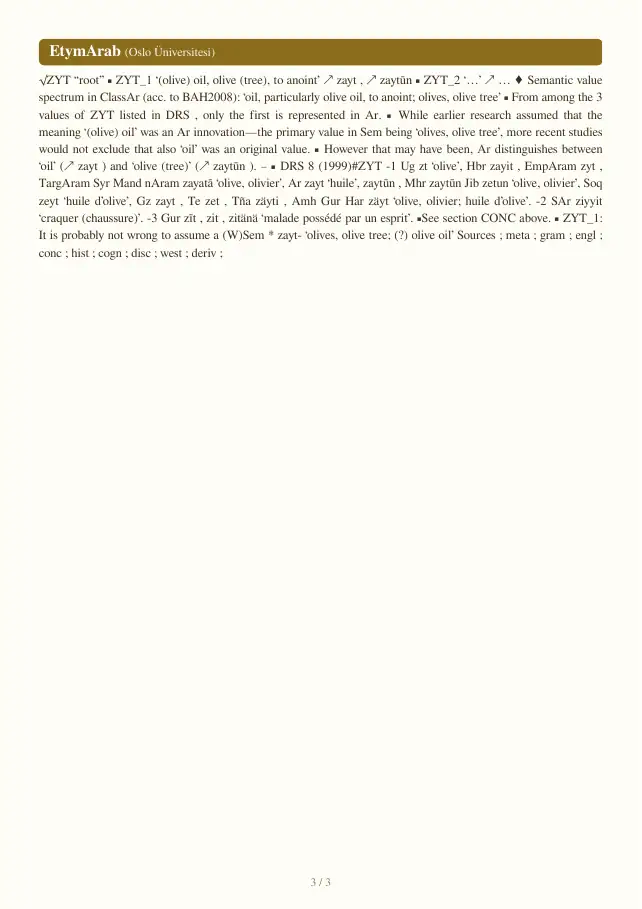 EtymArab (Oslo Üniversitesi)
√ZYT “root” ▪ ZYT_1 ‘(olive) oil, olive (tree), to anoint’ ↗ zayt , ↗ zaytūn ▪ ZYT_2 ‘…’ ↗ … ♦ Semantic value
spectrum in ClassAr (acc. to BAH2008): ‘oil, particularly olive oil, to anoint; olives, olive tree’ ▪ From among the 3
values of ZYT listed in DRS , only the first is represented in Ar. ▪ While earlier research assumed that the
meaning ‘(olive) oil’ was an Ar innovation—the primary value in Sem being ‘olives, olive tree’, more recent studies
would not exclude that also ‘oil’ was an original value. ▪ However that may have been, Ar distinguishes between
‘oil’ (↗ zayt ) and ‘olive (tree)’ (↗ zaytūn ). – ▪ DRS 8 (1999)#ZYT -1 Ug zt ‘olive’, Hbr zayit , EmpAram zyt ,
TargAram Syr Mand nAram zayatā ‘olive, olivier’, Ar zayt ‘huile’, zaytūn , Mhr zaytūn Jib zetun ‘olive, olivier’, Soq
zeyt ‘huile d’olive’, Gz zayt , Te zet , Tña zäyti , Amh Gur Har zäyt ‘olive, olivier; huile d’olive’. -2 SAr ziyyit
‘craquer (chaussure)’. -3 Gur zīt , zit , zitänä ‘malade possédé par un esprit’. ▪See section CONC above. ▪ ZYT_1:
It is probably not wrong to assume a (W)Sem * zayt- ‘olives, olive tree; (?) olive oil’ Sources ; meta ; gram ; engl ;
conc ; hist ; cogn ; disc ; west ; deriv ;
3 / 3